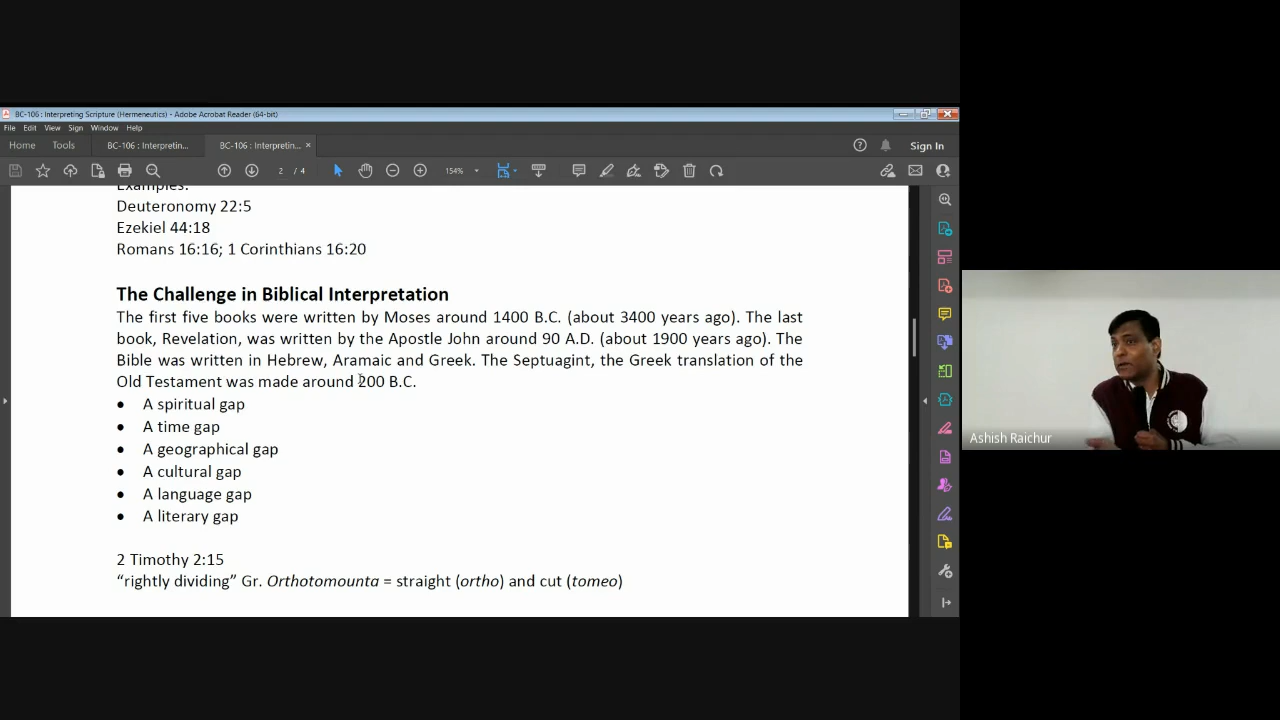 BC-106 : Interpreting Scripture (Hermeneutics) - Adobe Acrobat Reader (64-bit)
File Edit View Sign Window Help
Home Tools BC-106 : Interpretin... BC-106 : Interpretin... × Sign In
2 / 4 154%
Examples:
Deuteronomy 22:5
Ezekiel 44:18
Romans 16:16; 1 Corinthians 16:20
The Challenge in Biblical Interpretation
The first five books were written by Moses around 1400 B.C. (about 3400 years ago). The last
book, Revelation, was written by the Apostle John around 90 A.D. (about 1900 years ago). The
Bible was written in Hebrew, Aramaic and Greek. The Septuagint, the Greek translation of the
Old Testament was made around 200 B.C.
• A spiritual gap
• A time gap
• A geographical gap
• A cultural gap
• A language gap
• A literary gap
2 Timothy 2:15
“rightly dividing” Gr. Orthotomounta = straight (ortho) and cut (tomeo)
Ashish Raichur